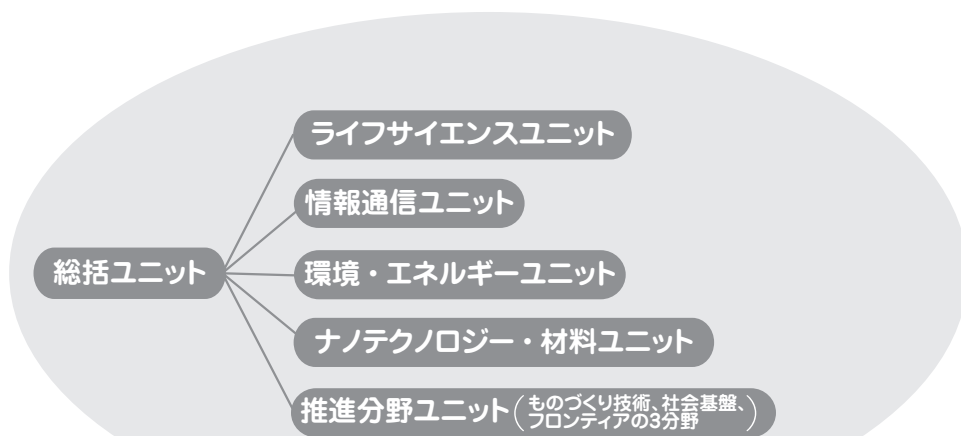 ライフサイエンスユニット
情報通信ユニット
総括ユニット
環境・エネルギーユニット
ナノテクノロジー・材料ユニット
推進分野ユニット(ものづくり技術、社会基盤、
フロンティアの3分野)